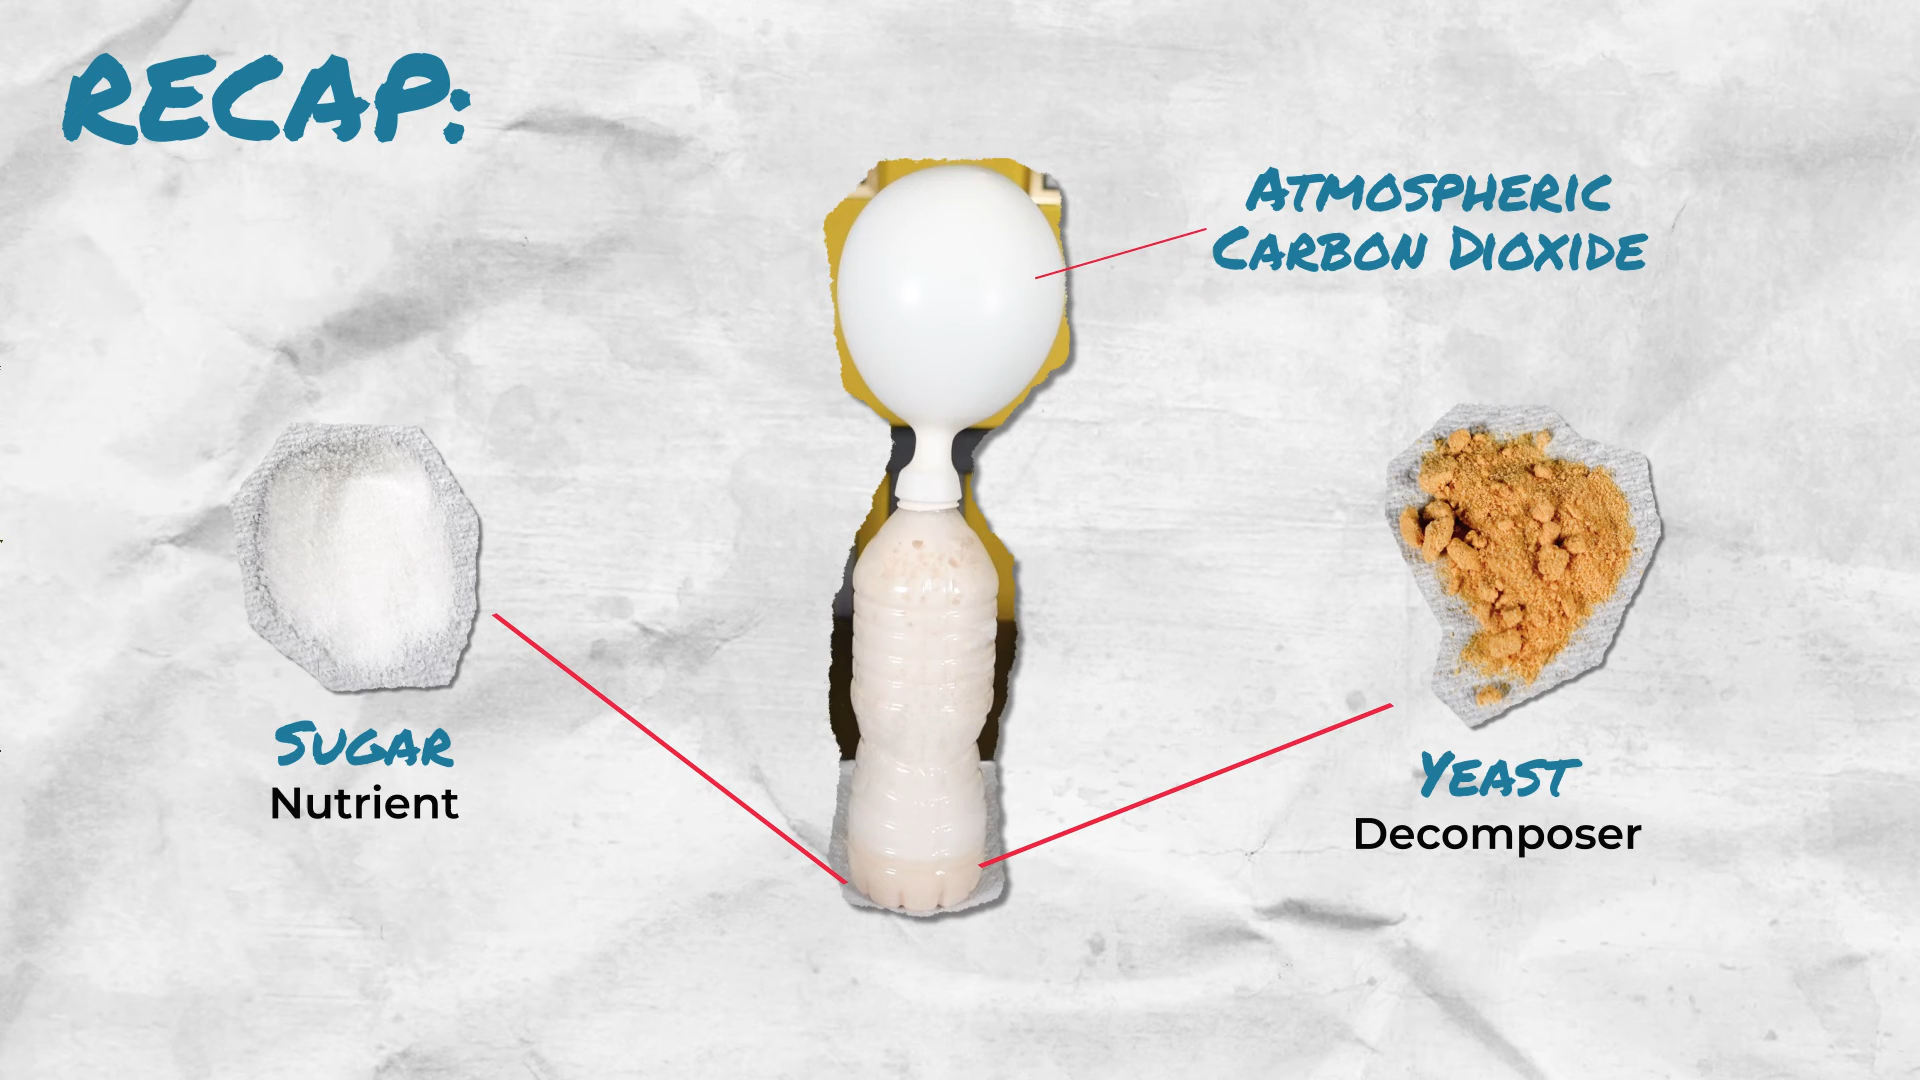 RECAP:
ATMOSPHERIC
CARBON DIOXIDE
SUGAR
Nutrient
YEAST
Decomposer